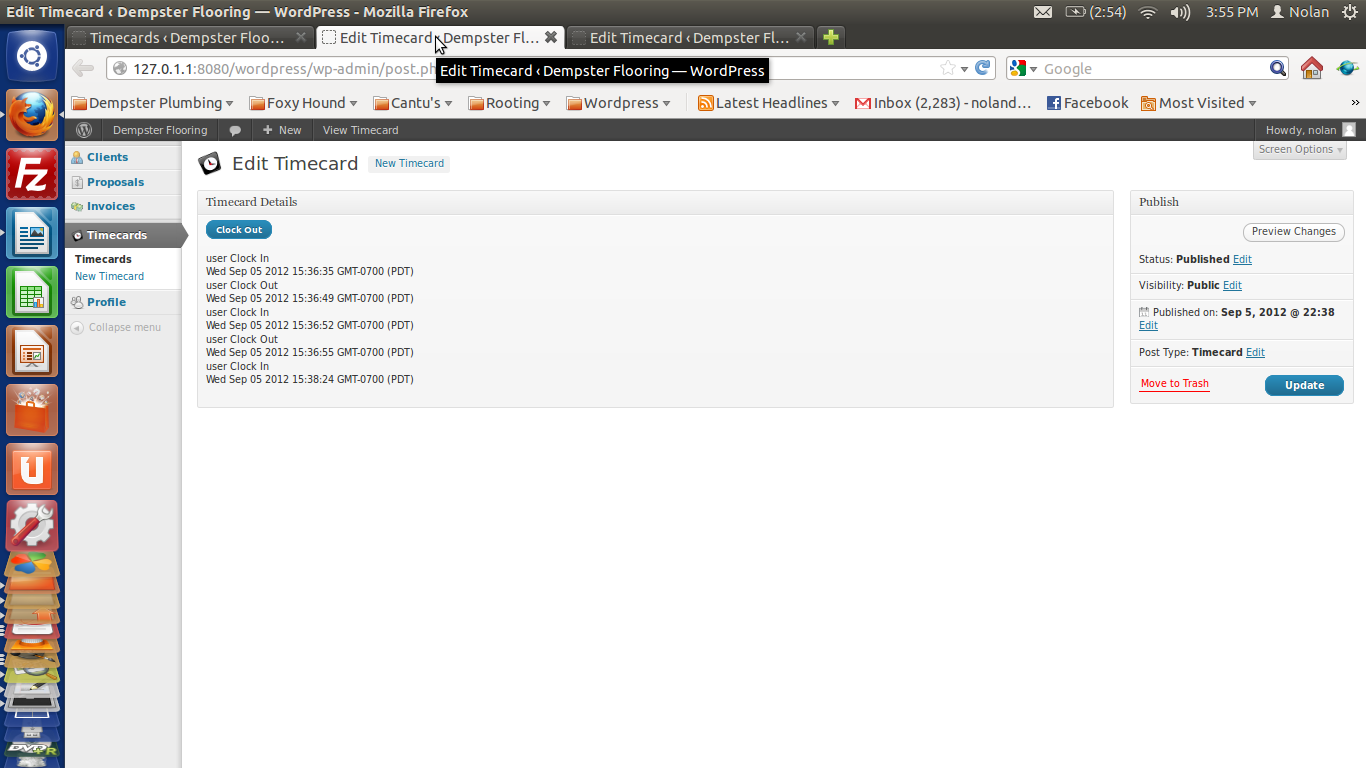 Edit Timecard ‹ Dempster Flooring — WordPress - Mozilla Firefox
(2:54)
3:55 PM
Nolan
Timecards ‹ Dempster Floo...
Edit Timecard ‹ Dempster Fl...
Edit Timecard ‹ Dempster Fl...
127.0.1.1:8080/wordpress/wp-admin/post.ph
Google
Edit Timecard ‹ Dempster Flooring — WordPress
Dempster Plumbing
Foxy Hound
Cantu's
Rooting
Wordpress
Latest Headlines
Inbox (2,283) - noland...
Facebook
Most Visited
»
Dempster Flooring
+ New
View Timecard
Howdy, nolan
Screen Options
Clients
Proposals
Invoices
Timecards
Timecards
New Timecard
Profile
Collapse menu
Edit Timecard
New Timecard
Timecard Details
Clock Out
user Clock In
Wed Sep 05 2012 15:36:35 GMT-0700 (PDT)
user Clock Out
Wed Sep 05 2012 15:36:49 GMT-0700 (PDT)
user Clock In
Wed Sep 05 2012 15:36:52 GMT-0700 (PDT)
user Clock Out
Wed Sep 05 2012 15:36:55 GMT-0700 (PDT)
user Clock In
Wed Sep 05 2012 15:38:24 GMT-0700 (PDT)
Publish
Preview Changes
Status: Published Edit
Visibility: Public Edit
Published on: Sep 5, 2012 @ 22:38
Edit
Post Type: Timecard Edit
Move to Trash
Update
Fz
U